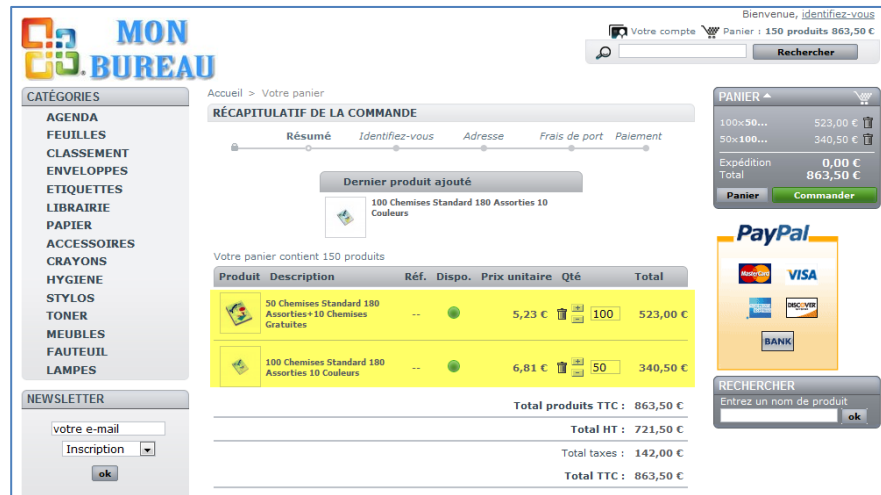 Bienvenue, identifiez-vous
Votre compte Panier : 150 produits 863,50 €
Rechercher
MON
BUREAU
CATÉGORIES
AGENDA
FEUILLES
CLASSEMENT
ENVELOPPES
ETIQUETTES
LIBRAIRIE
PAPIER
ACCESSOIRES
CRAYONS
HYGIENE
STYLOS
TONER
MEUBLES
FAUTEUIL
LAMPES
NEWSLETTER
votre e-mail
Inscription
ok
Accueil > Votre panier
RÉCAPITULATIF DE LA COMMANDE
Résumé Identifiez-vous Adresse Frais de port Paiement
Dernier produit ajouté
100 Chemises Standard 180 Assorties 10
Couleurs
Votre panier contient 150 produits
Produit Description Réf. Dispo. Prix unitaire Qté Total
50 Chemises Standard 180
Assorties+10 Chemises
Gratuites
-- 5,23 € 100 523,00 €
100 Chemises Standard 180
Assorties 10 Couleurs
-- 6,81 € 50 340,50 €
Total produits TTC : 863,50 €
Total HT : 721,50 €
Total taxes : 142,00 €
Total TTC : 863,50 €
PANIER
100x50... 523,00 €
50x100... 340,50 €
Expédition 0,00 €
Total 863,50 €
Panier Commander
PayPal
MasterCard VISA
DISCOVER
BANK
RECHERCHER
Entrez un nom de produit
ok